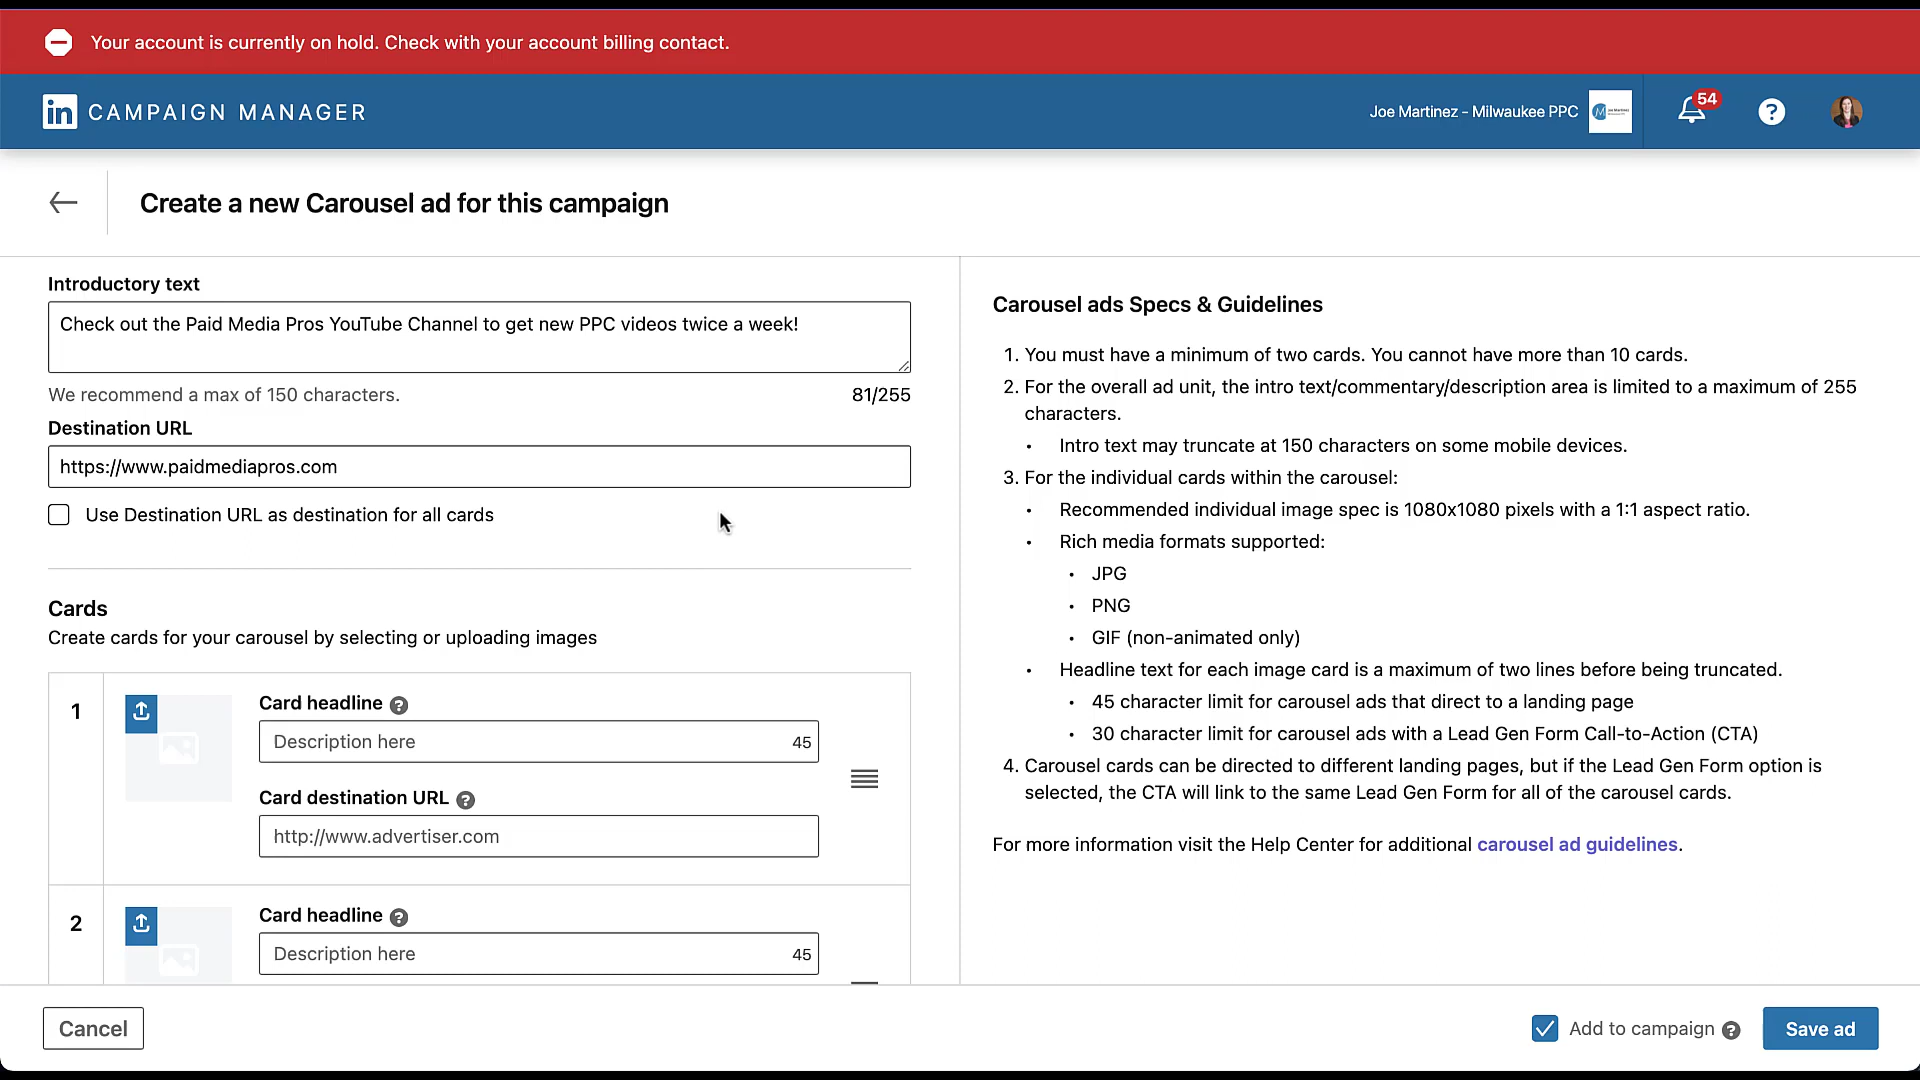 Your account is currently on hold. Check with your account billing contact.
in CAMPAIGN MANAGER
Joe Martinez - Milwaukee PPC
54
?
Create a new Carousel ad for this campaign
Introductory text
Check out the Paid Media Pros YouTube Channel to get new PPC videos twice a week!
We recommend a max of 150 characters.
81/255
Destination URL
https://www.paidmediapros.com
Use Destination URL as destination for all cards
Cards
Create cards for your carousel by selecting or uploading images
1
Card headline ?
Description here 45
Card destination URL ?
http://www.advertiser.com
2
Card headline ?
Description here 45
Carousel ads Specs & Guidelines
1. You must have a minimum of two cards. You cannot have more than 10 cards.
2. For the overall ad unit, the intro text/commentary/description area is limited to a maximum of 255
characters.
• Intro text may truncate at 150 characters on some mobile devices.
3. For the individual cards within the carousel:
• Recommended individual image spec is 1080x1080 pixels with a 1:1 aspect ratio.
• Rich media formats supported:
• JPG
• PNG
• GIF (non-animated only)
• Headline text for each image card is a maximum of two lines before being truncated.
• 45 character limit for carousel ads that direct to a landing page
• 30 character limit for carousel ads with a Lead Gen Form Call-to-Action (CTA)
4. Carousel cards can be directed to different landing pages, but if the Lead Gen Form option is
selected, the CTA will link to the same Lead Gen Form for all of the carousel cards.
For more information visit the Help Center for additional carousel ad guidelines.
Cancel
Add to campaign ?
Save ad